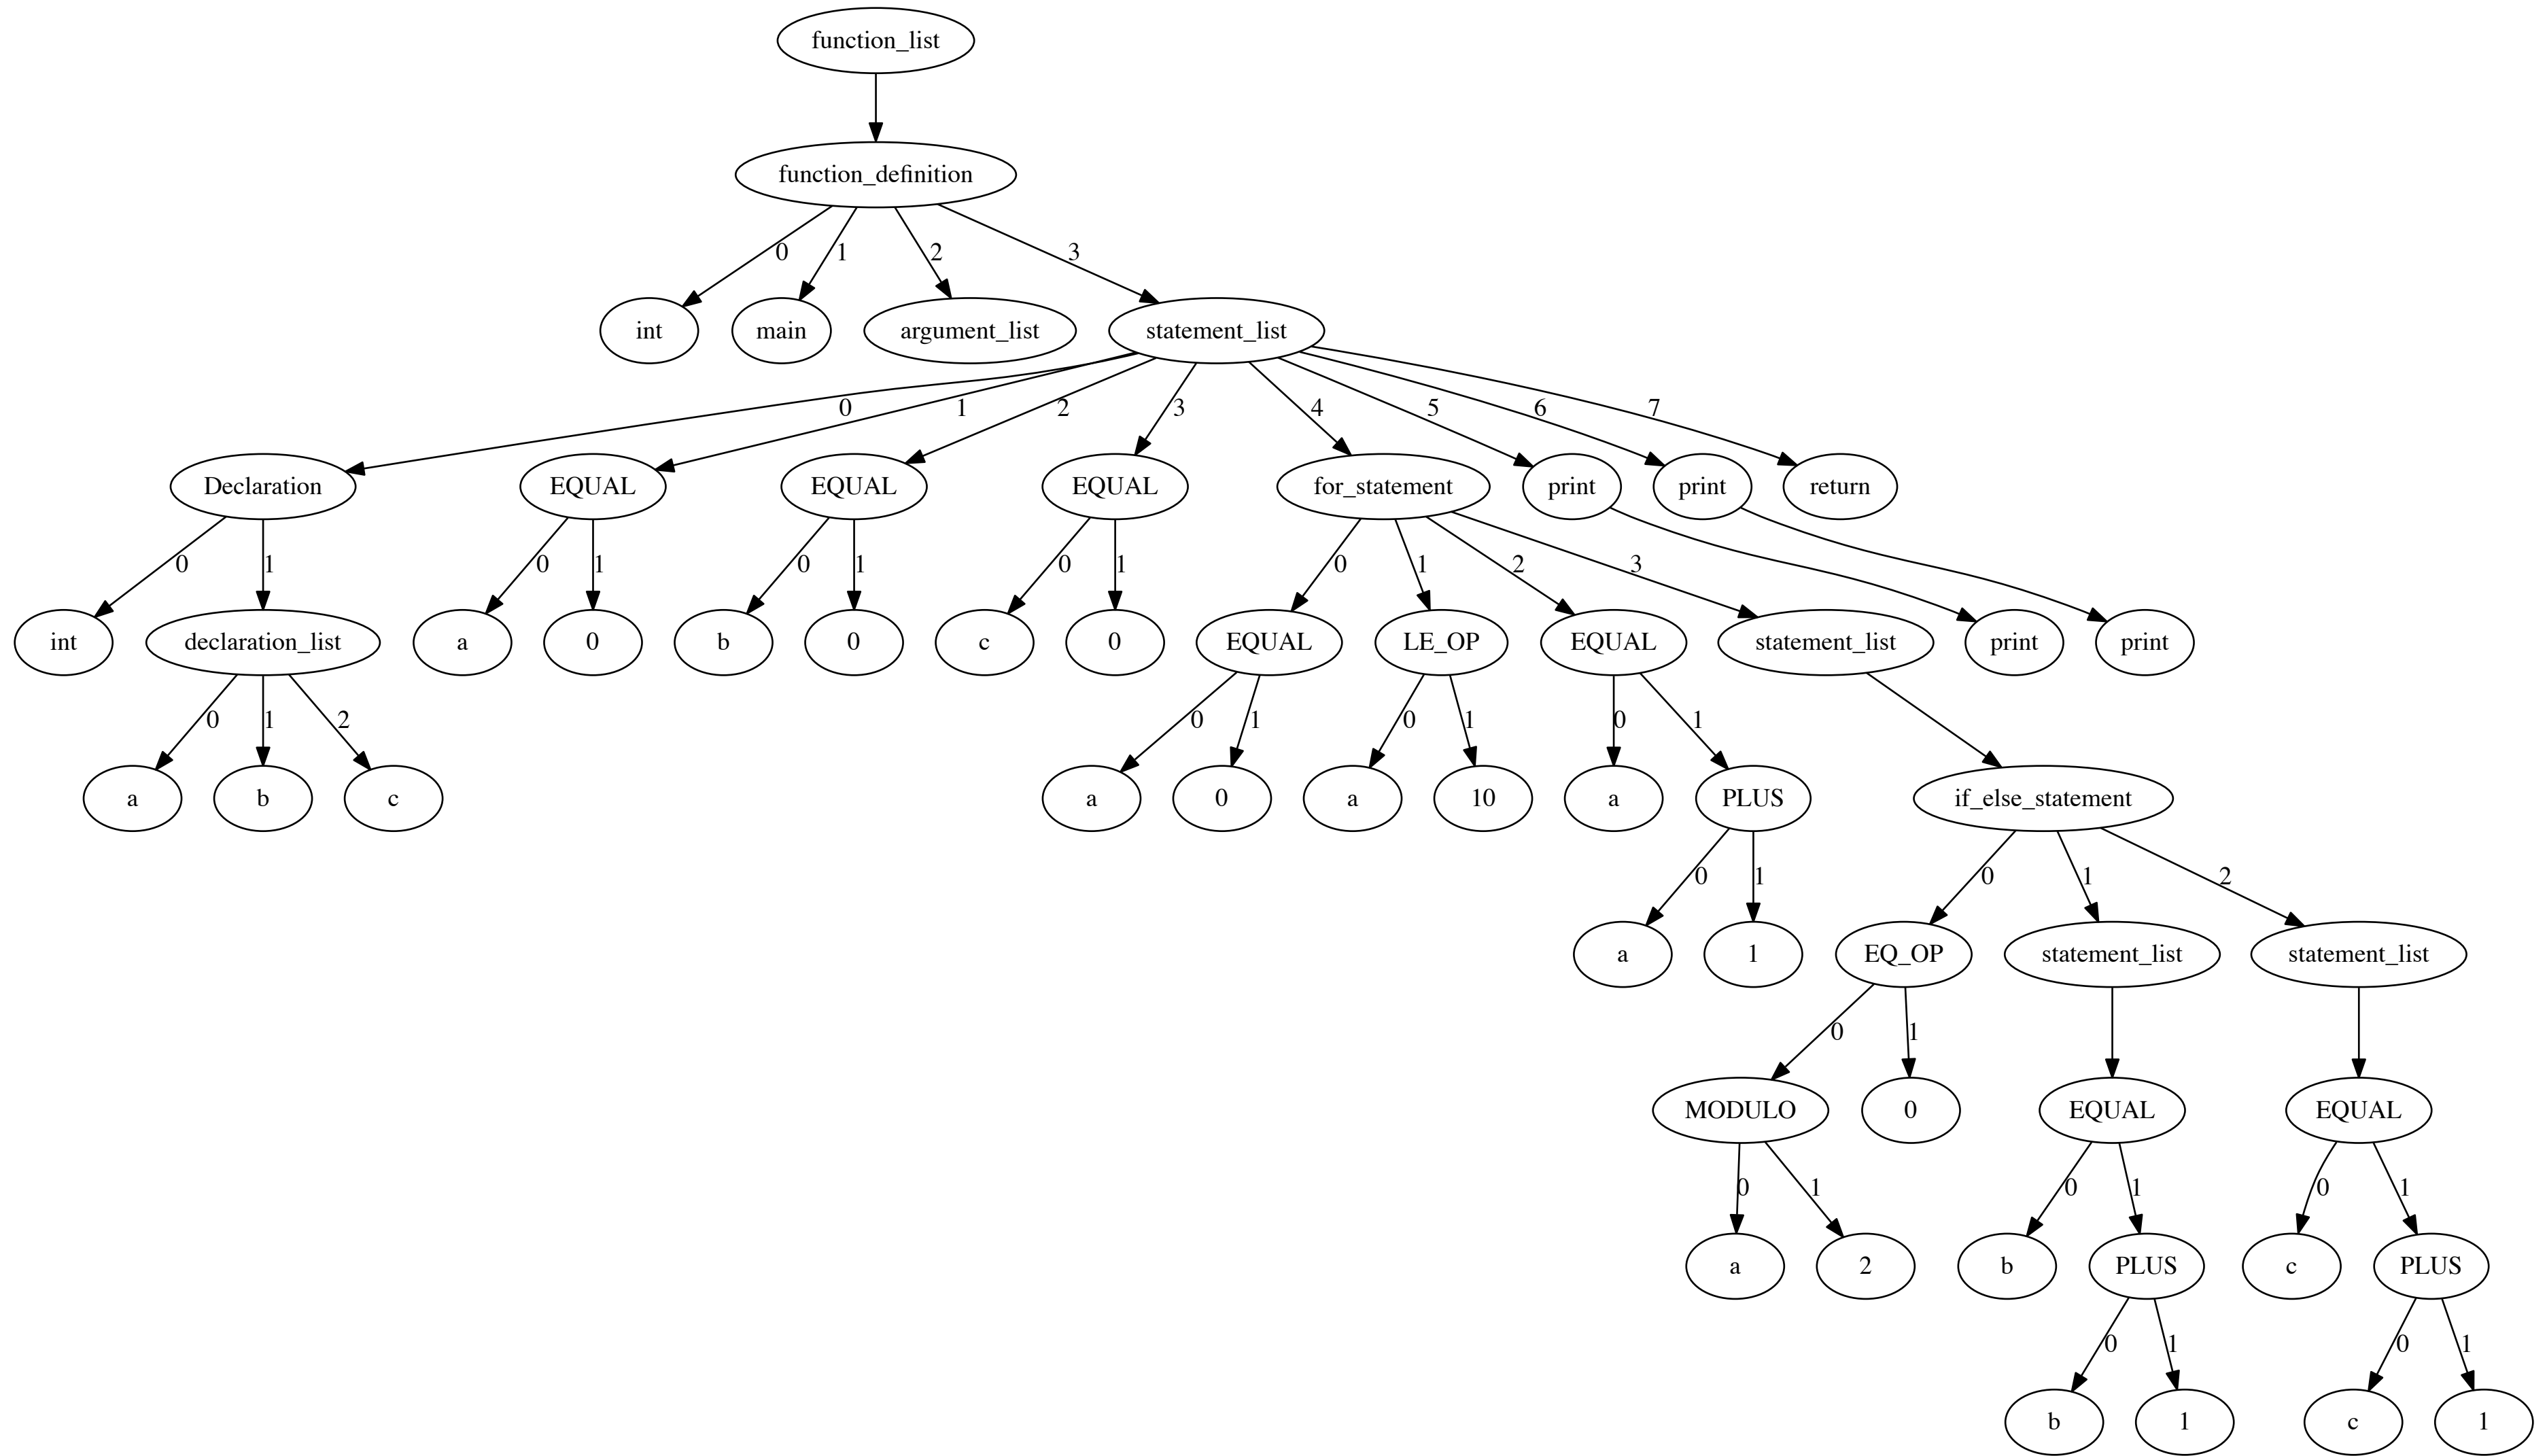 function_list
function_definition
0 1 2 3
int main argument_list statement_list
0 1 2 3 4 5 6 7
Declaration EQUAL EQUAL EQUAL for_statement print print return
0 1 0 1 0 1 0 1 0 1 2 3
int declaration_list a 0 b 0 c 0 EQUAL LE_OP EQUAL statement_list print print
0 1 2 0 1 0 1 0 1
a b c a 0 a 10 a PLUS if_else_statement
0 1 0 1 2
a 1 EQ_OP statement_list statement_list
0 1
MODULO 0 EQUAL EQUAL
0 1 0 1 0 1
a 2 b PLUS c PLUS
0 1 0 1
b 1 c 1